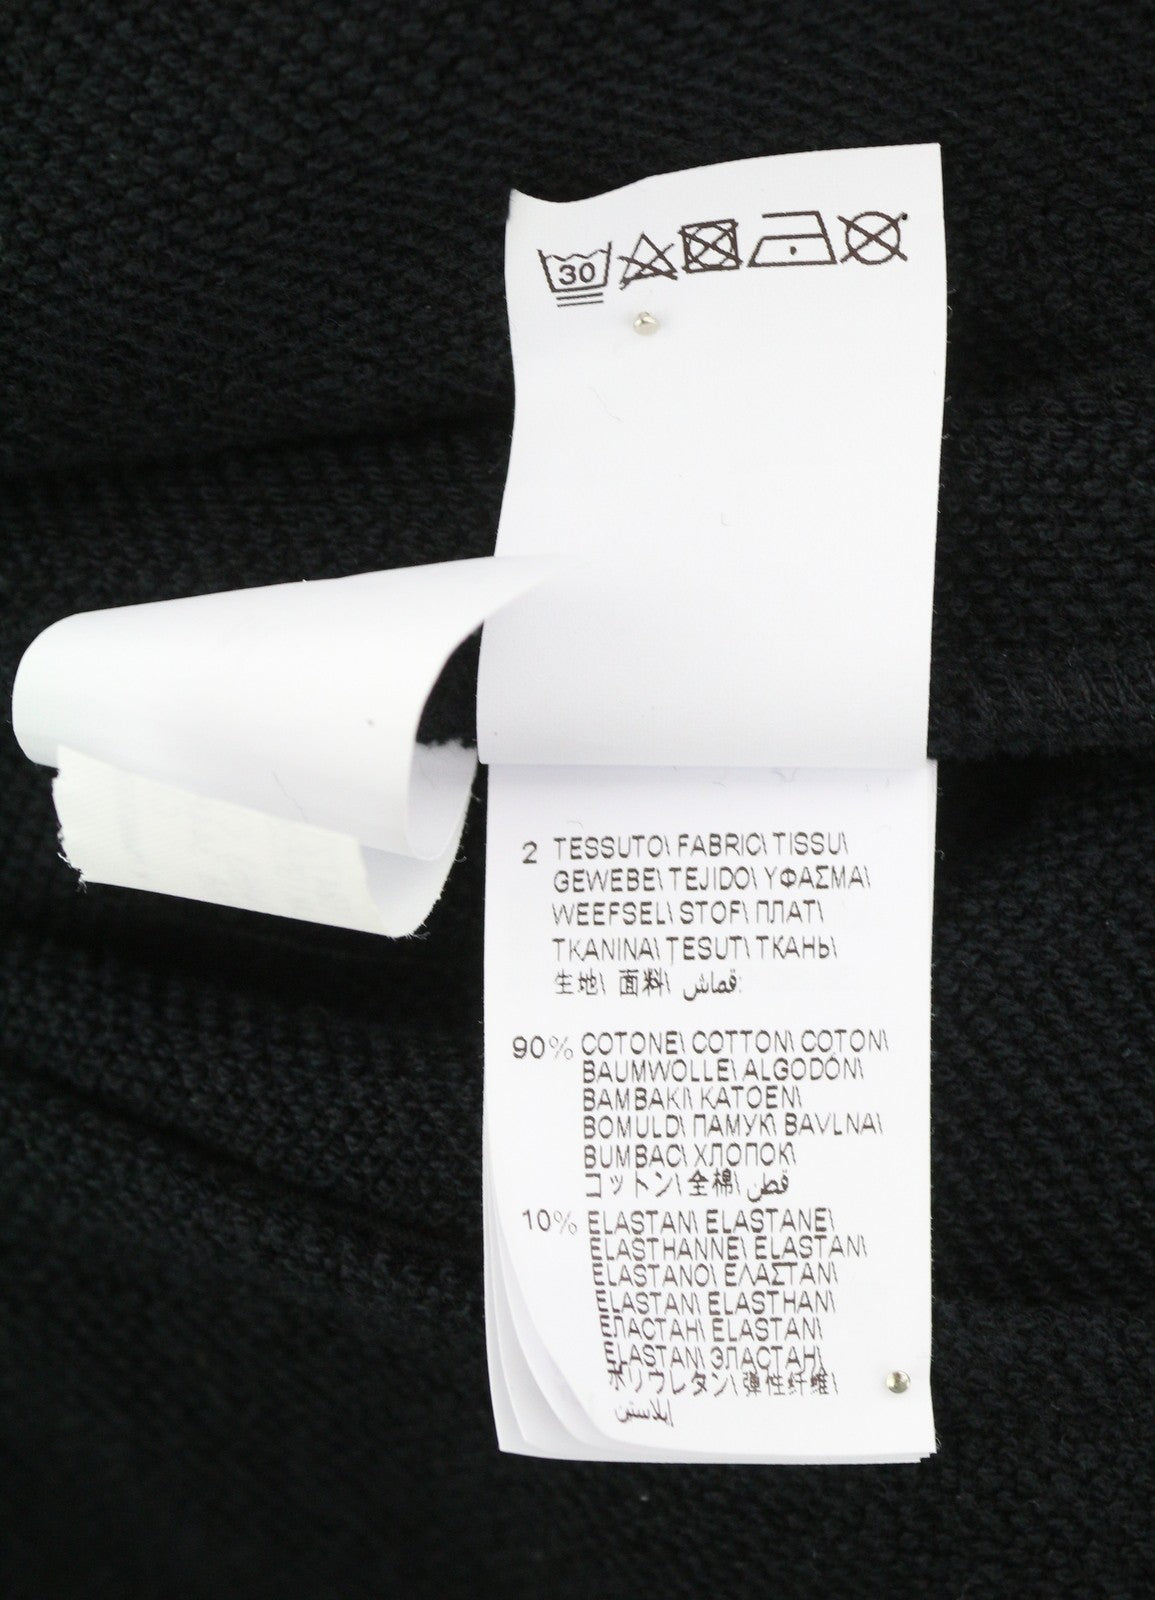 30
2 TESSUTO\ FABRIC\ TISSU\
GEWEBE\ TEJIDO\ ΥΦΑΣΜΑ\
WEEFSEL\ STOF\ ПЛАТ\
TKANINA\ ȚESUT\ ТКАНЬ\
生地\ 面料\ قماش:
90% COTONE\ COTTON\ COTON\
BAUMWOLLE\ ALGODÓN\
BAMBAKI\ KATOEN\
BOMULD\ ПАМУК\ BAVLNA\
BUMBAC\ ХЛОПОК\
コットン\ 全棉\ قطن
10% ELASTAN\ ELASTANE\
ELASTHANNE\ ELASTAN\
ELASTANO\ ΕΛΑΣΤΑΝ\
ELASTAN\ ELASTHAN\
ЕЛАСТАН\ ELASTAN\
ELASTAN\ ЭЛАСТАН\
ポリウレタン\ 弹性纤维\
إيلاستين